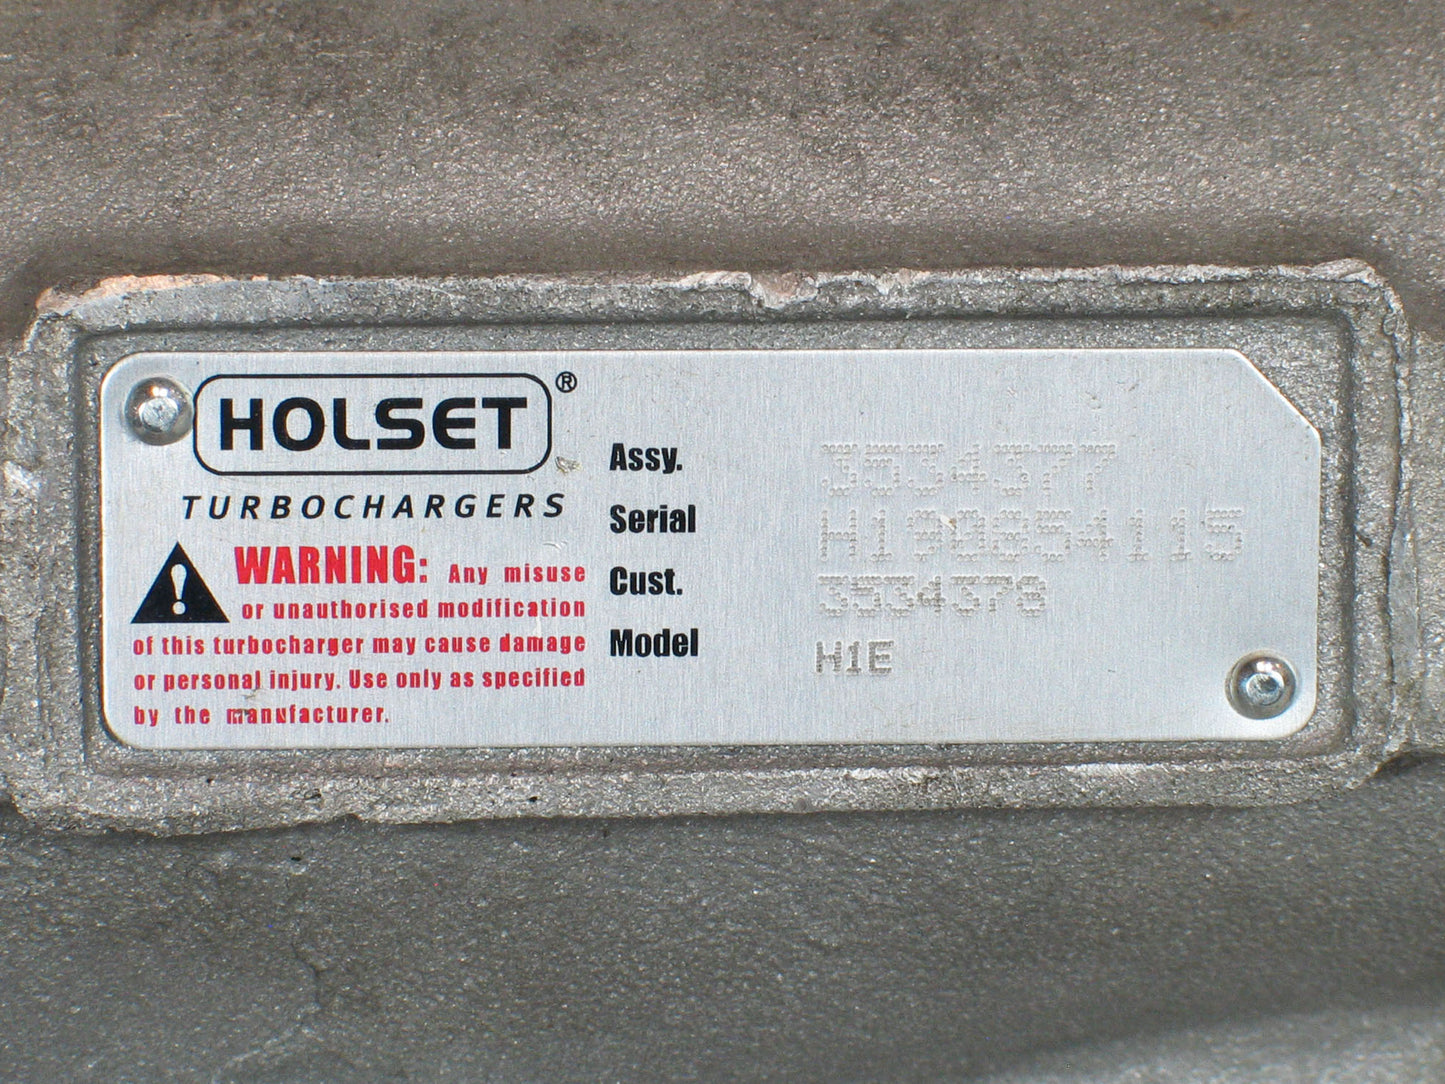 HOLSET ®
TURBOCHARGERS
WARNING: Any misuse
or unauthorised modification
of this turbocharger may cause damage
or personal injury. Use only as specified
by the manufacturer.
Assy. 3534377
Serial
Cust. 3534378
Model H1E